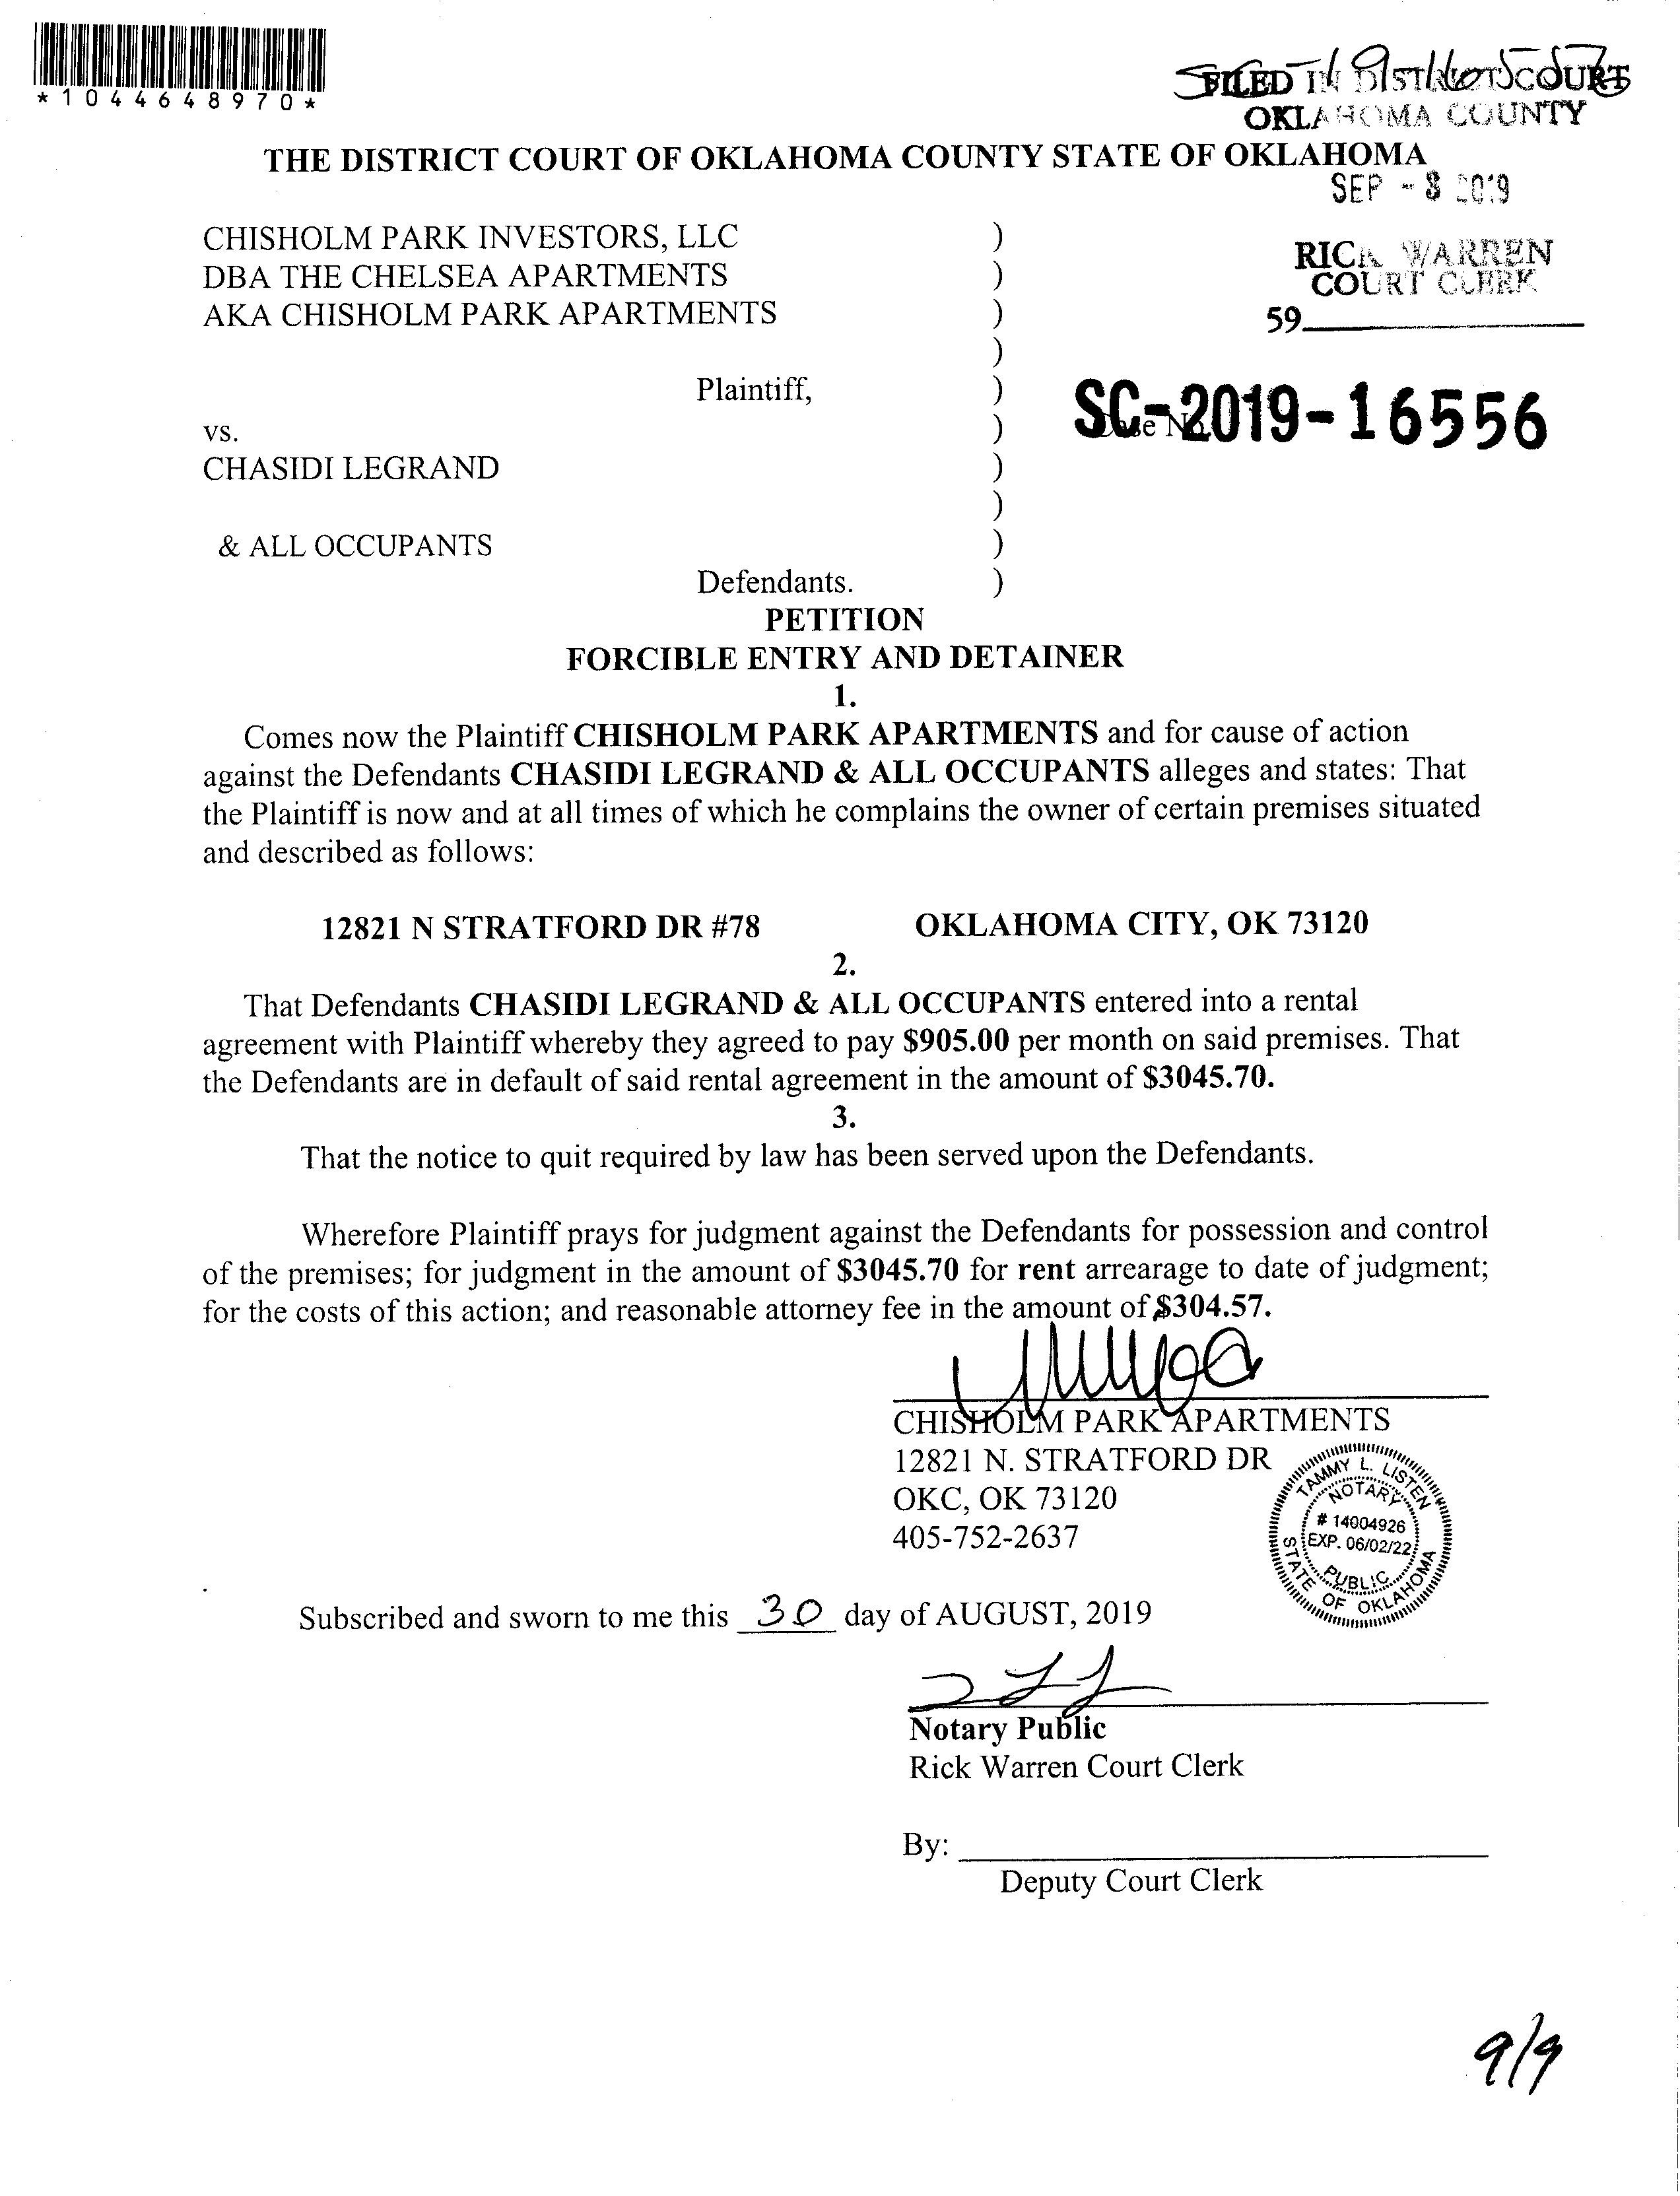 *1044648970*
FILED IN DISTRICT COURT
OKLAHOMA COUNTY
THE DISTRICT COURT OF OKLAHOMA COUNTY STATE OF OKLAHOMA
SEP - 3 2019
CHISHOLM PARK INVESTORS, LLC )
RICK WARREN
DBA THE CHELSEA APARTMENTS )
COURT CLERK
AKA CHISHOLM PARK APARTMENTS )
59
)
Plaintiff, )
SC-2019-16556
vs. )
CHASIDI LEGRAND )
)
& ALL OCCUPANTS )
Defendants. )
PETITION
FORCIBLE ENTRY AND DETAINER
1.
Comes now the Plaintiff CHISHOLM PARK APARTMENTS and for cause of action
against the Defendants CHASIDI LEGRAND & ALL OCCUPANTS alleges and states: That
the Plaintiff is now and at all times of which he complains the owner of certain premises situated
and described as follows:
12821 N STRATFORD DR #78 OKLAHOMA CITY, OK 73120
2.
That Defendants CHASIDI LEGRAND & ALL OCCUPANTS entered into a rental
agreement with Plaintiff whereby they agreed to pay $905.00 per month on said premises. That
the Defendants are in default of said rental agreement in the amount of $3045.70.
3.
That the notice to quit required by law has been served upon the Defendants.
Wherefore Plaintiff prays for judgment against the Defendants for possession and control
of the premises; for judgment in the amount of $3045.70 for rent arrearage to date of judgment;
for the costs of this action; and reasonable attorney fee in the amount of $304.57.
CHISHOLM PARK APARTMENTS
12821 N. STRATFORD DR
OKC, OK 73120
405-752-2637
TAMMY L. LISTEN
NOTARY
# 14004926
EXP. 06/02/22
PUBLIC
STATE OF OKLAHOMA
Subscribed and sworn to me this 30 day of AUGUST, 2019
Notary Public
Rick Warren Court Clerk
By:
Deputy Court Clerk
9/9